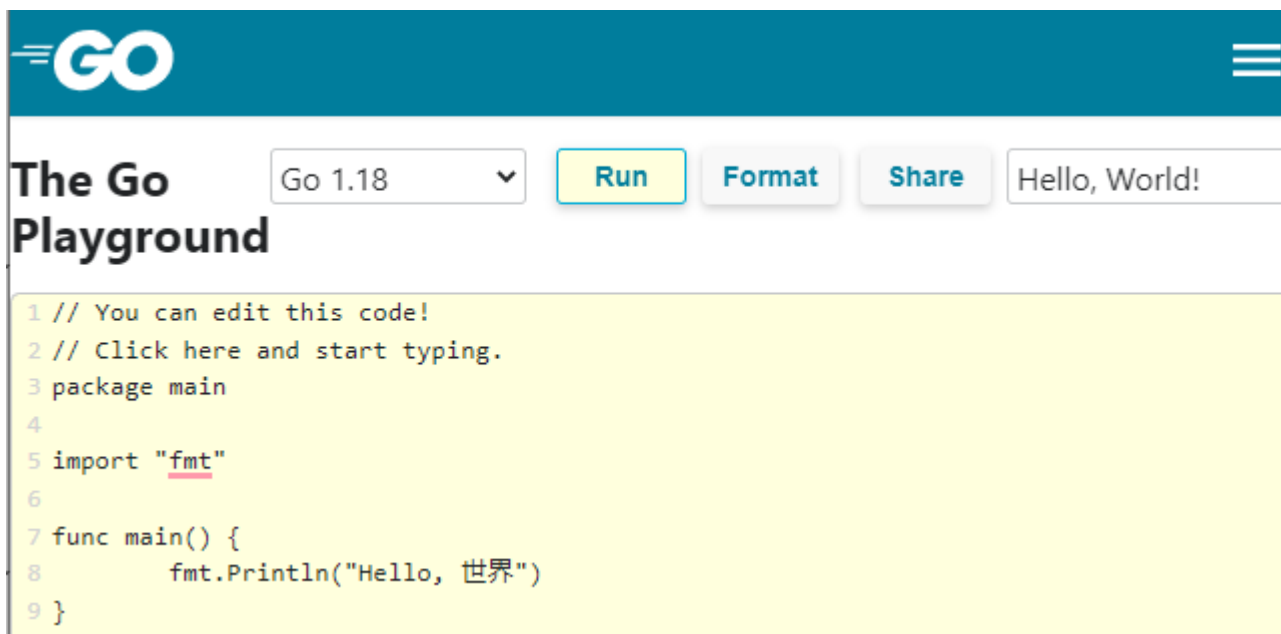 GO
The Go Playground
Go 1.18
Run
Format
Share
Hello, World!
1 // You can edit this code!
2 // Click here and start typing.
3 package main
4
5 import "fmt"
6
7 func main() {
8 fmt.Println("Hello, 世界")
9 }